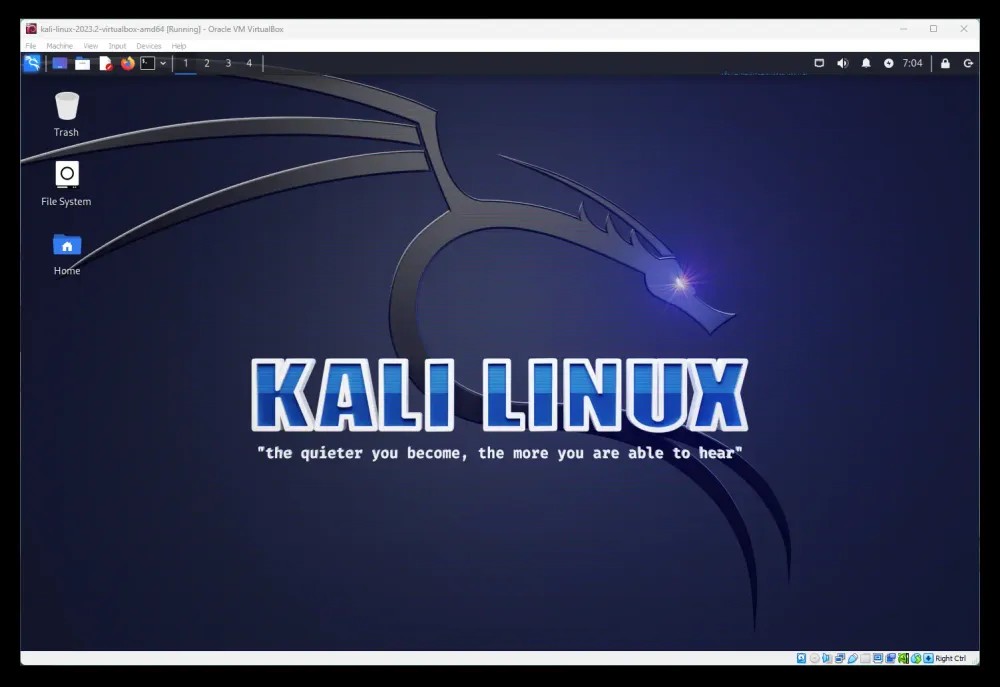 kali-linux-2023.2-virtualbox-amd64 [Running] - Oracle VM VirtualBox
File Machine View Input Devices Help
1 2 3 4 7:04
Trash
File System
Home
KALI LINUX
"the quieter you become, the more you are able to hear"
Right Ctrl